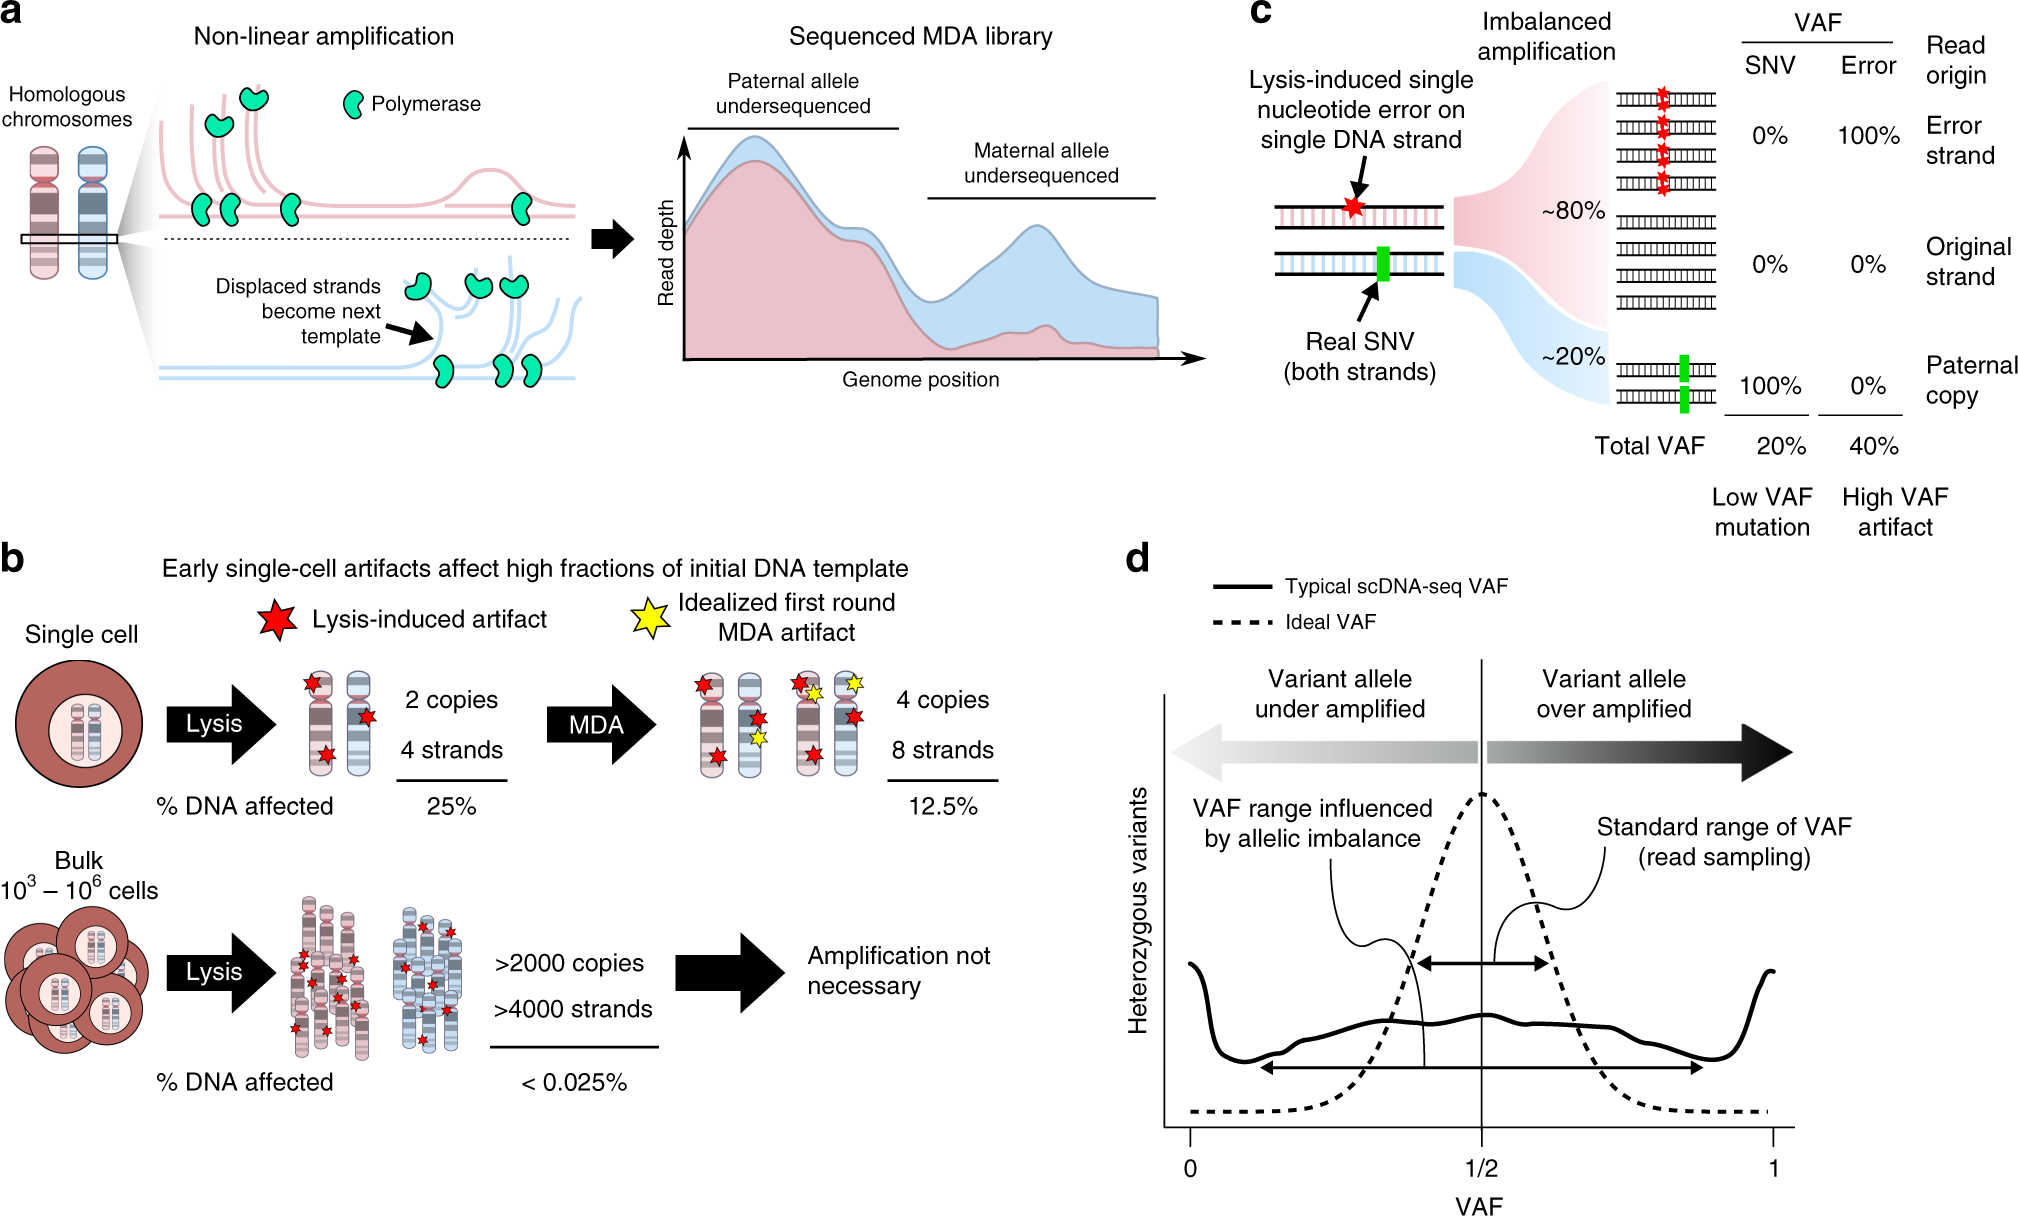 a
Non-linear amplification
Homologous
chromosomes
Polymerase
Displaced strands
become next
template
Sequenced MDA library
Paternal allele
undersequenced
Maternal allele
undersequenced
Read depth
Genome position
c
Imbalanced
amplification
VAF
SNV
Error
Read
origin
Lysis-induced single
nucleotide error on
single DNA strand
~80%
0%
100%
Error
strand
0%
0%
Original
strand
Real SNV
(both strands)
~20%
100%
0%
Paternal
copy
Total VAF
20%
40%
Low VAF
mutation
High VAF
artifact
b
Early single-cell artifacts affect high fractions of initial DNA template
Lysis-induced artifact
Idealized first round
MDA artifact
Single cell
Lysis
2 copies
4 strands
MDA
4 copies
8 strands
% DNA affected
25%
12.5%
Bulk
10³ – 10⁶ cells
Lysis
>2000 copies
>4000 strands
Amplification not
necessary
% DNA affected
< 0.025%
d
Typical scDNA-seq VAF
Ideal VAF
Variant allele
under amplified
Variant allele
over amplified
VAF range influenced
by allelic imbalance
Standard range of VAF
(read sampling)
Heterozygous variants
0
1/2
1
VAF